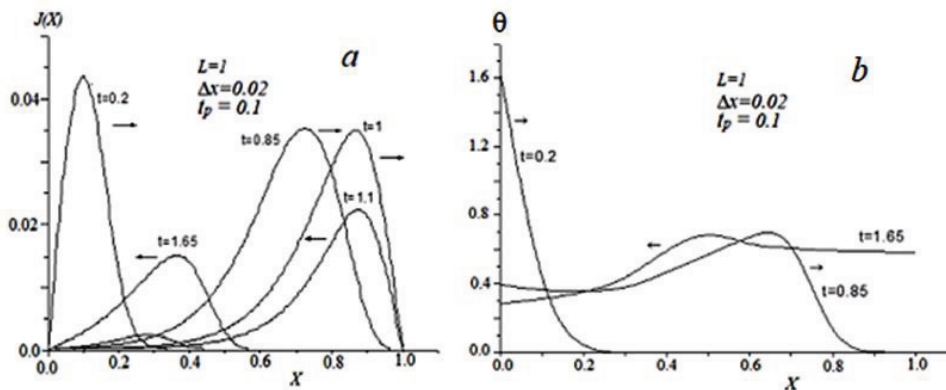 J(X)
a
L=1
Δx=0.02
tp = 0.1
0.04
0.02
0.00
t=0.2
t=0.85
t=1
t=1.1
t=1.65
0.0 0.2 0.4 0.6 0.8 1.0
X
θ
b
L=1
Δx=0.02
tp = 0.1
1.6
1.2
0.8
0.4
0.0
t=0.2
t=1.65
t=0.85
0.0 0.2 0.4 0.6 0.8 1.0
X